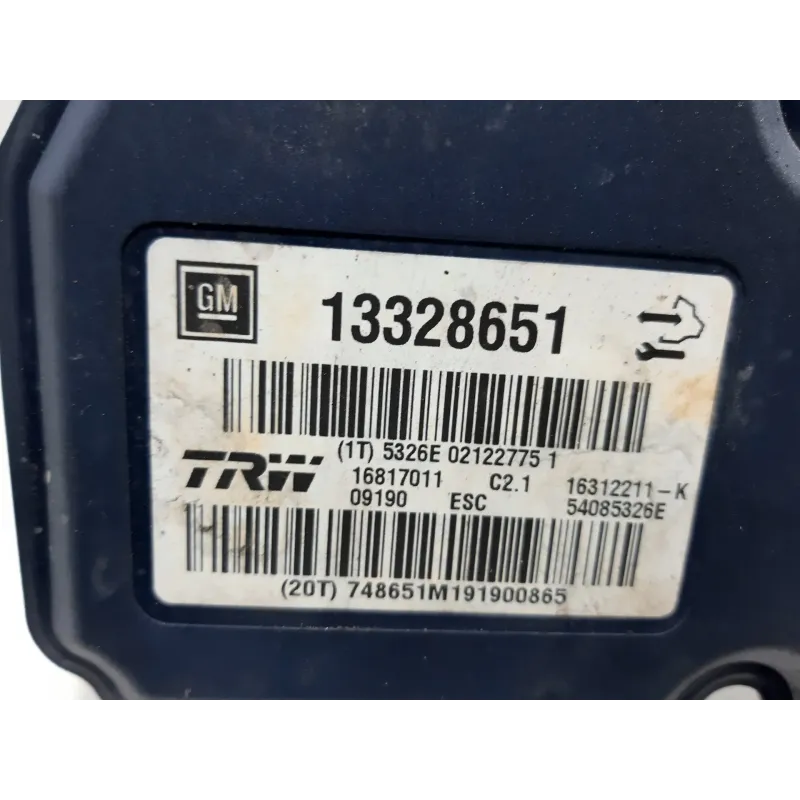 GM 13328651
(1T) 5326E 02122775 1
TRW 16817011 C2.1 16312211-K
09190 ESC 54085326E
(20T) 748651M191900865